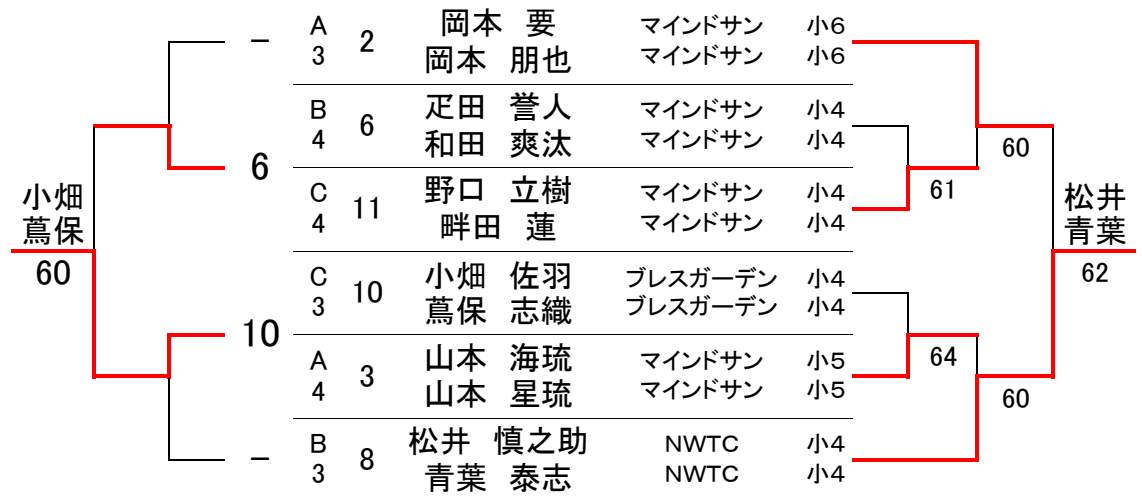 – A 3 2 岡本 要 マインドサン 小6
岡本 朋也 マインドサン 小6
B 4 6 疋田 誉人 マインドサン 小4
和田 爽汰 マインドサン 小4
6
60
C 4 11 野口 立樹 マインドサン 小4
畔田 蓮 マインドサン 小4
61
小畑
蔦保
60
松井
青葉
62
C 3 10 小畑 佐羽 ブレスガーデン 小4
蔦保 志織 ブレスガーデン 小4
10
A 4 3 山本 海琉 マインドサン 小5
山本 星琉 マインドサン 小5
64
60
– B 3 8 松井 慎之助 NWTC 小4
青葉 泰志 NWTC 小4